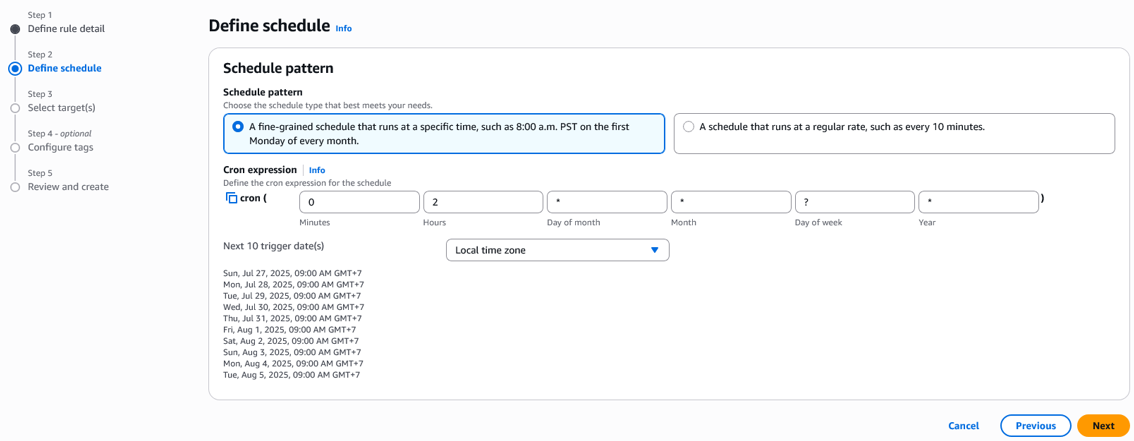 Step 1
Define rule detail
Step 2
Define schedule
Step 3
Select target(s)
Step 4 - optional
Configure tags
Step 5
Review and create
Define schedule Info
Schedule pattern
Schedule pattern
Choose the schedule type that best meets your needs.
A fine-grained schedule that runs at a specific time, such as 8:00 a.m. PST on the first
Monday of every month.
A schedule that runs at a regular rate, such as every 10 minutes.
Cron expression Info
Define the cron expression for the schedule
cron ( 0 2 * * ? * )
Minutes Hours Day of month Month Day of week Year
Next 10 trigger date(s) Local time zone
Sun, Jul 27, 2025, 09:00 AM GMT+7
Mon, Jul 28, 2025, 09:00 AM GMT+7
Tue, Jul 29, 2025, 09:00 AM GMT+7
Wed, Jul 30, 2025, 09:00 AM GMT+7
Thu, Jul 31, 2025, 09:00 AM GMT+7
Fri, Aug 1, 2025, 09:00 AM GMT+7
Sat, Aug 2, 2025, 09:00 AM GMT+7
Sun, Aug 3, 2025, 09:00 AM GMT+7
Mon, Aug 4, 2025, 09:00 AM GMT+7
Tue, Aug 5, 2025, 09:00 AM GMT+7
Cancel Previous Next